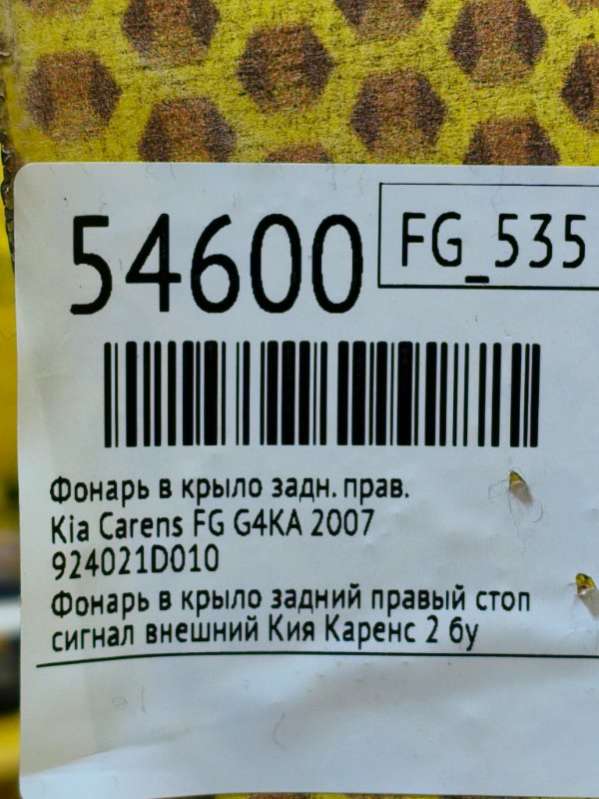 54600
FG_535
Фонарь в крыло задн. прав.
Kia Carens FG G4KA 2007
924021D010
Фонарь в крыло задний правый стоп
сигнал внешний Кия Каренс 2 бу